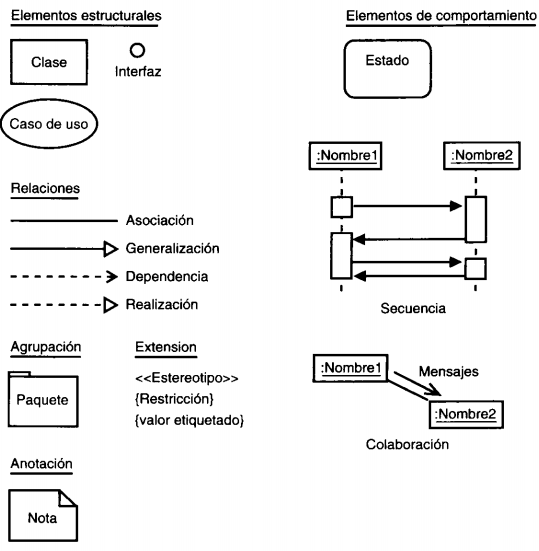 Elementos estructurales
Clase
Interfaz
Caso de uso
Relaciones
Asociación
Generalización
Dependencia
Realización
Agrupación
Paquete
Extension
<<Estereotipo>>
{Restricción}
{valor etiquetado}
Anotación
Nota
Elementos de comportamiento
Estado
:Nombre1
:Nombre2
Secuencia
:Nombre1
Mensajes
:Nombre2
Colaboración